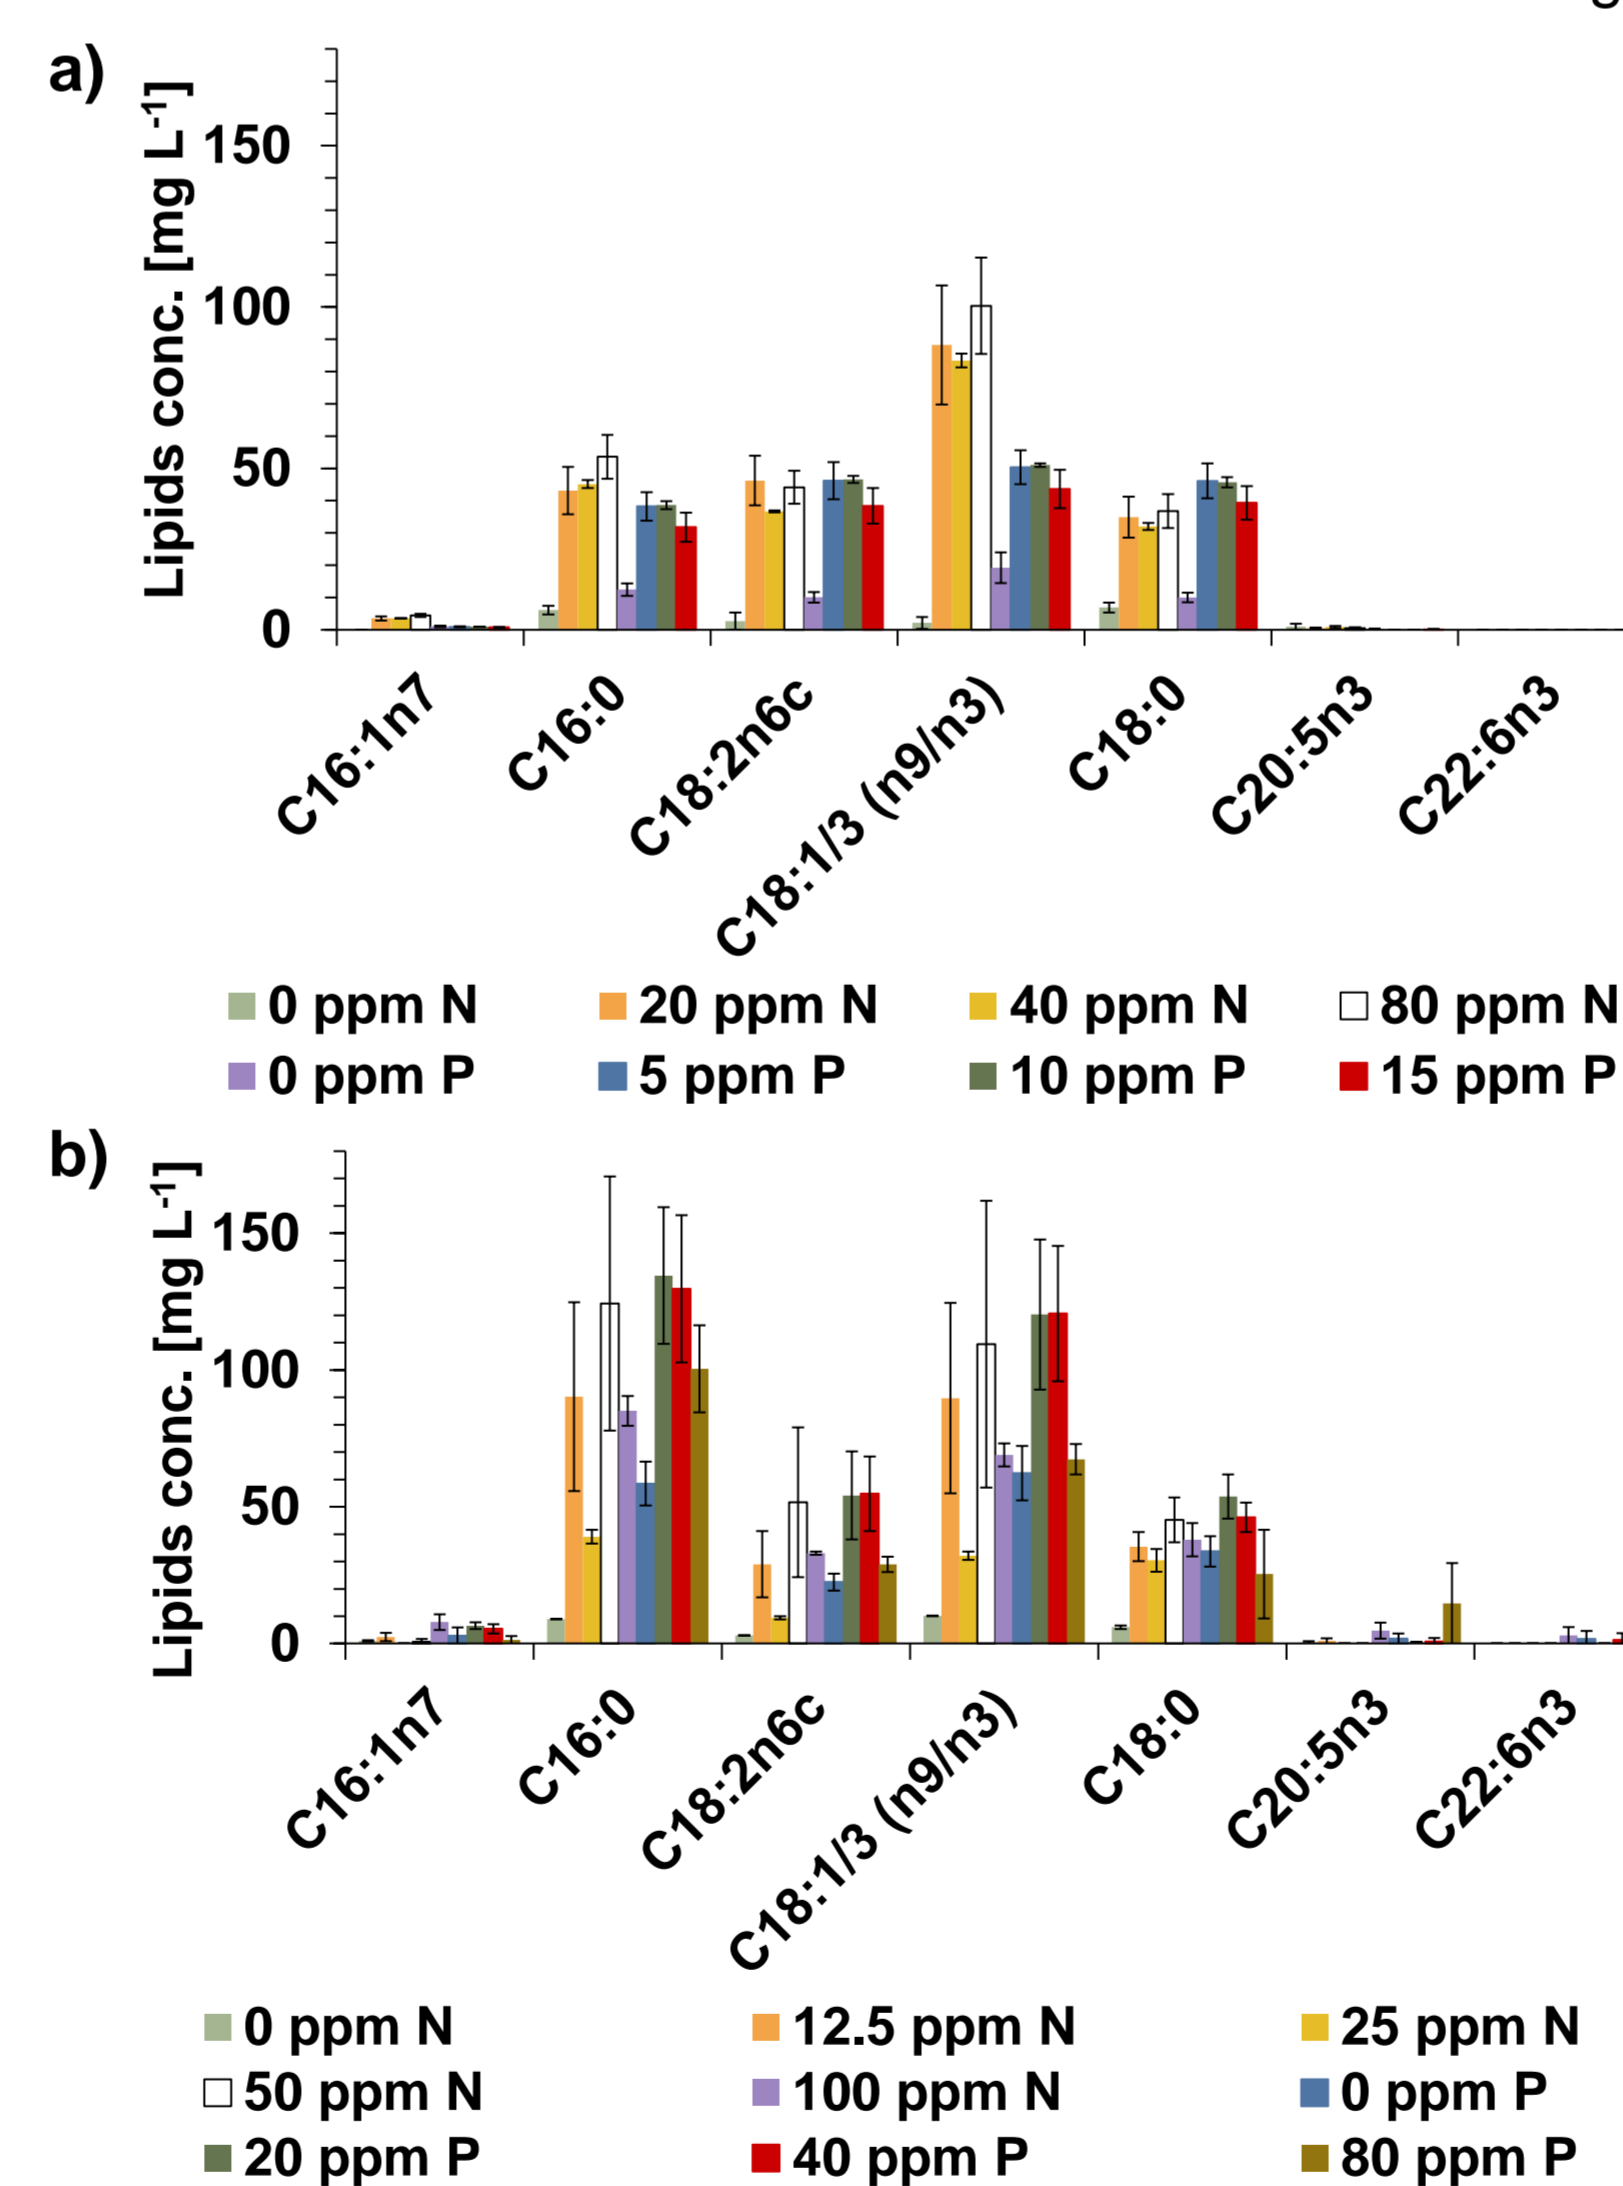 a)
Lipids conc. [mg L-1]
150
100
50
0
C16:1n7
C16:0
C18:2n6c
C18:1/3 (n9/n3)
C18:0
C20:5n3
C22:6n3
0 ppm N
20 ppm N
40 ppm N
80 ppm N
0 ppm P
5 ppm P
10 ppm P
15 ppm P
b)
Lipids conc. [mg L-1]
150
100
50
0
C16:1n7
C16:0
C18:2n6c
C18:1/3 (n9/n3)
C18:0
C20:5n3
C22:6n3
0 ppm N
12.5 ppm N
25 ppm N
50 ppm N
100 ppm N
0 ppm P
20 ppm P
40 ppm P
80 ppm P